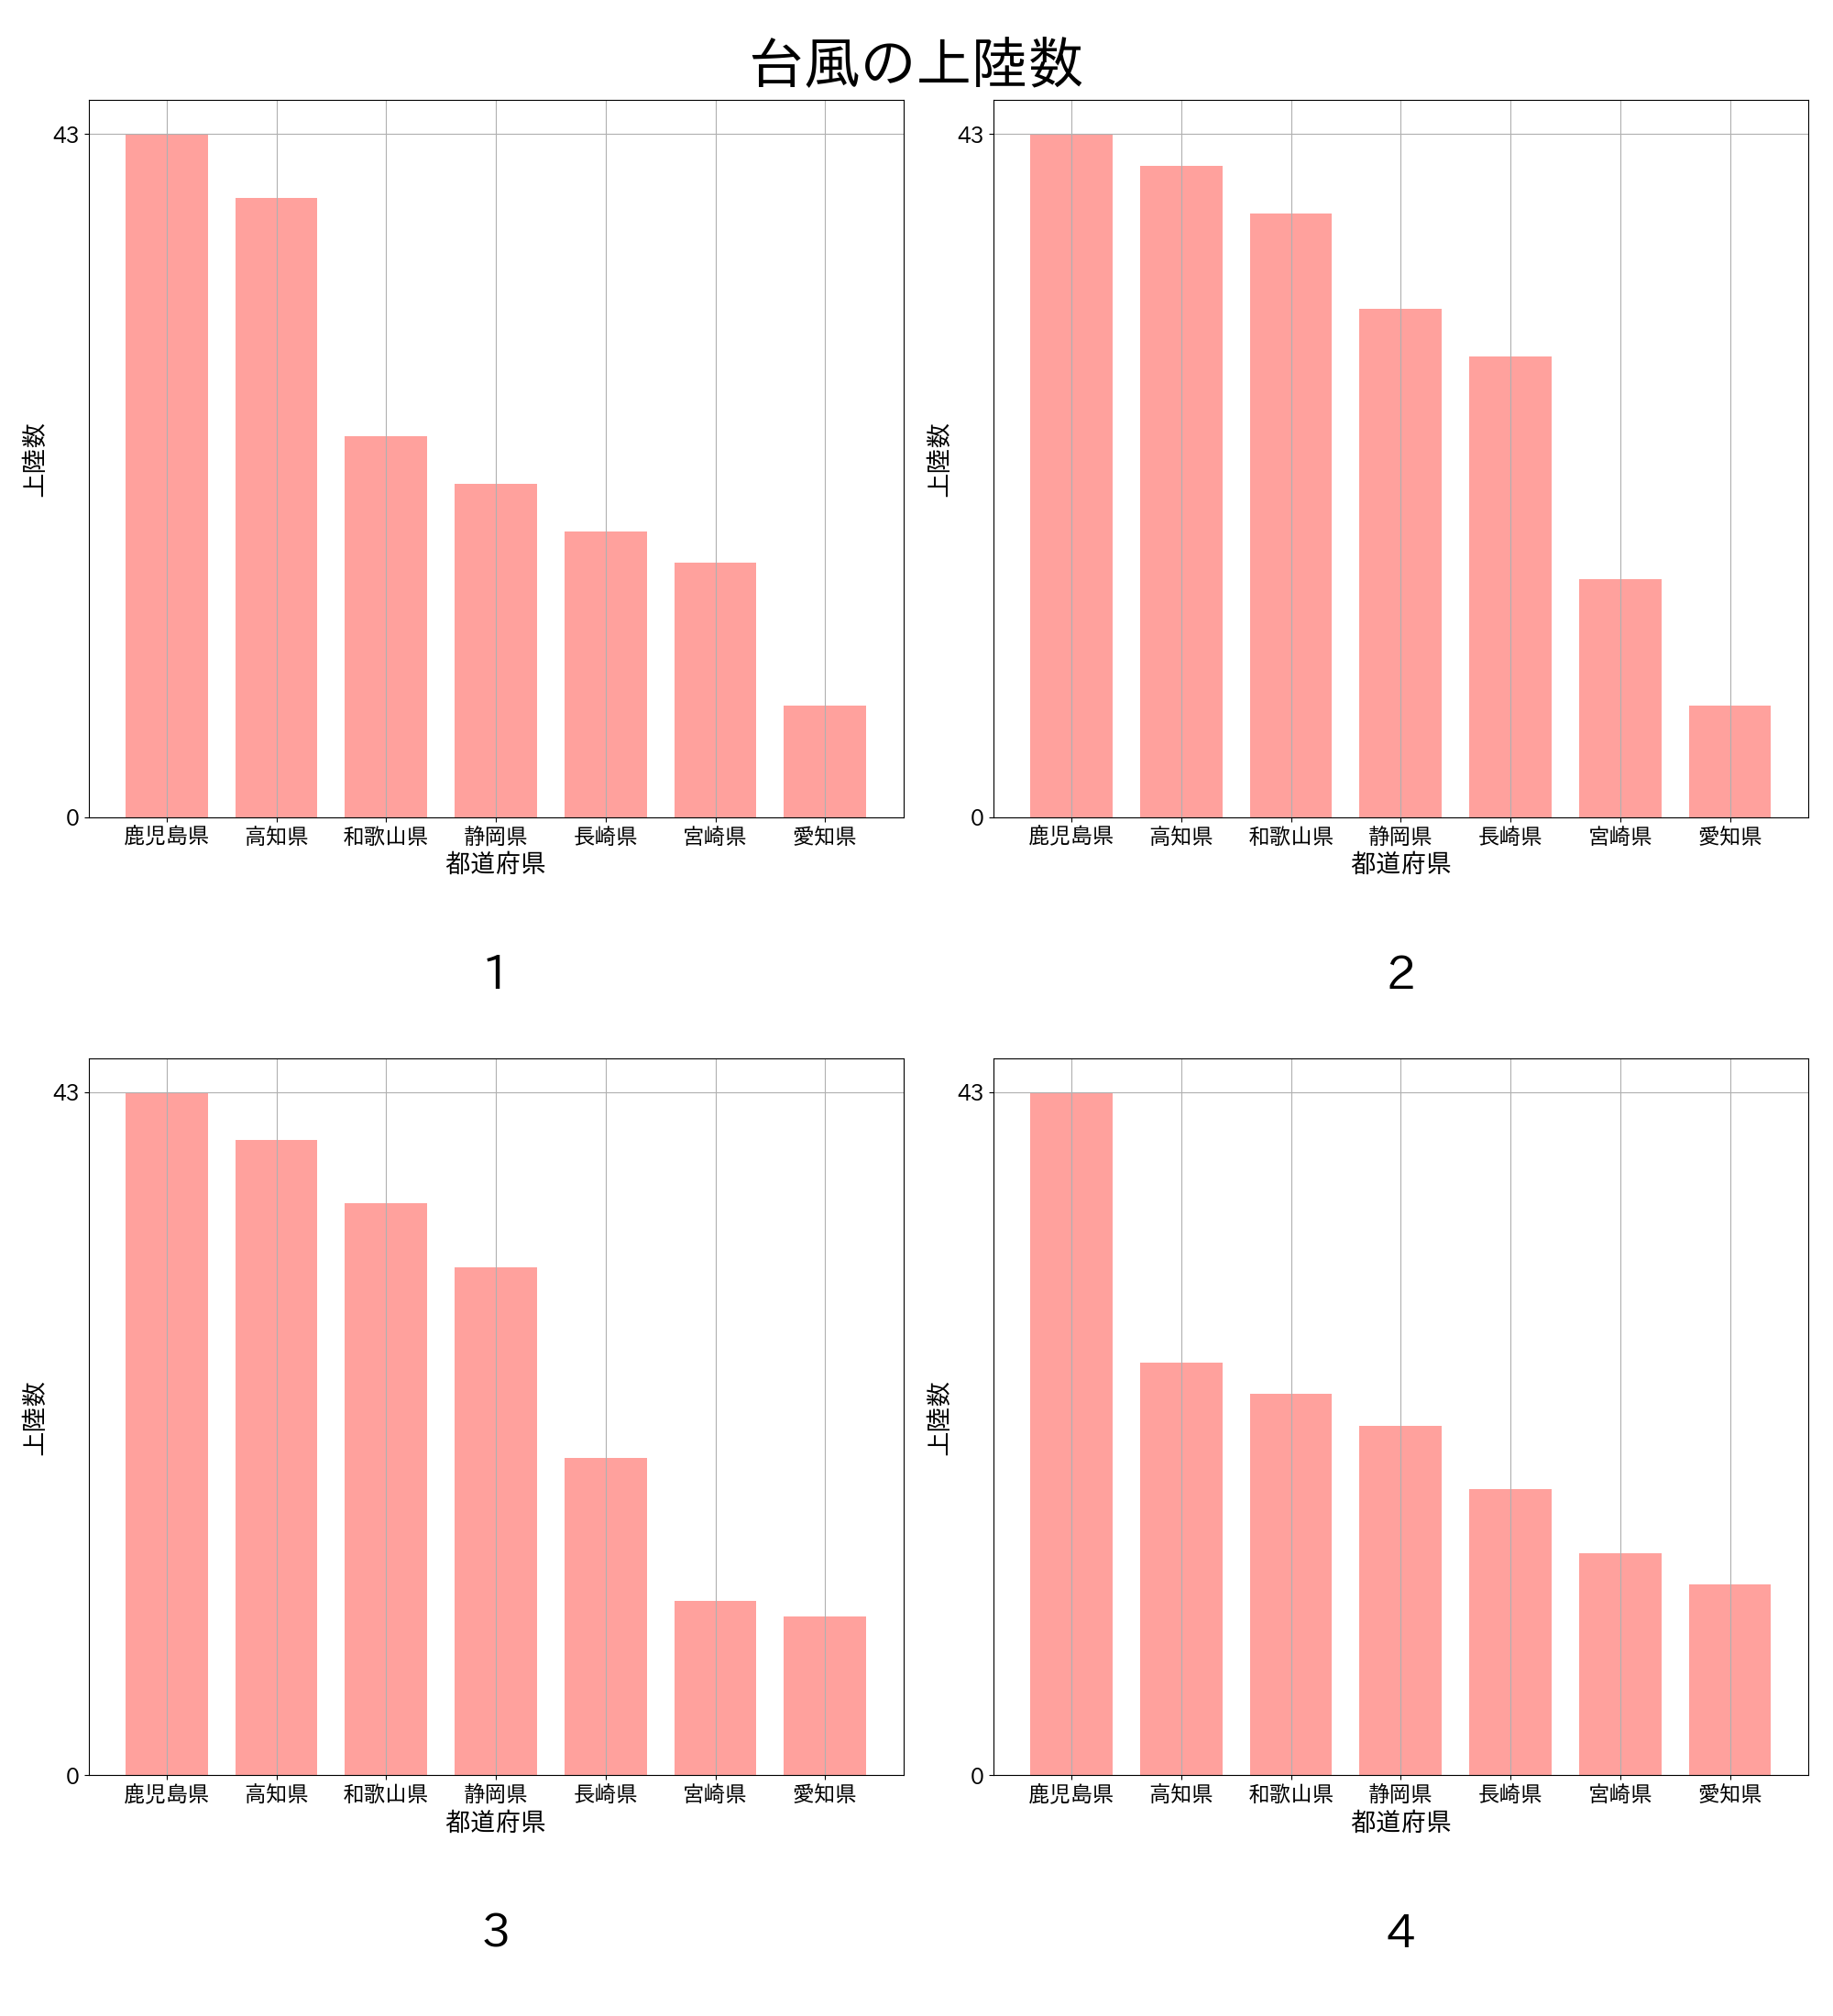 台風の上陸数
43
0
上陸数
鹿児島県 高知県 和歌山県 静岡県 長崎県 宮崎県 愛知県
都道府県
1
43
0
上陸数
鹿児島県 高知県 和歌山県 静岡県 長崎県 宮崎県 愛知県
都道府県
2
43
0
上陸数
鹿児島県 高知県 和歌山県 静岡県 長崎県 宮崎県 愛知県
都道府県
3
43
0
上陸数
鹿児島県 高知県 和歌山県 静岡県 長崎県 宮崎県 愛知県
都道府県
4